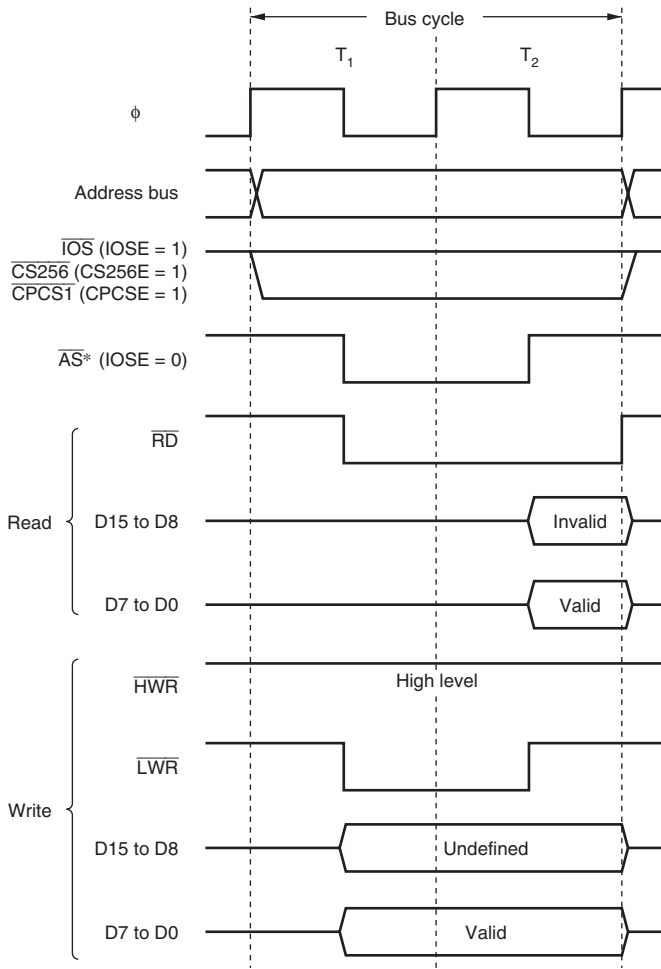 Bus cycle
T1 T2
ϕ
Address bus
IOS (IOSE = 1)
CS256 (CS256E = 1)
CPCS1 (CPCSE = 1)
AS* (IOSE = 0)
RD
Read
D15 to D8 Invalid
D7 to D0 Valid
HWR High level
LWR
Write
D15 to D8 Undefined
D7 to D0 Valid